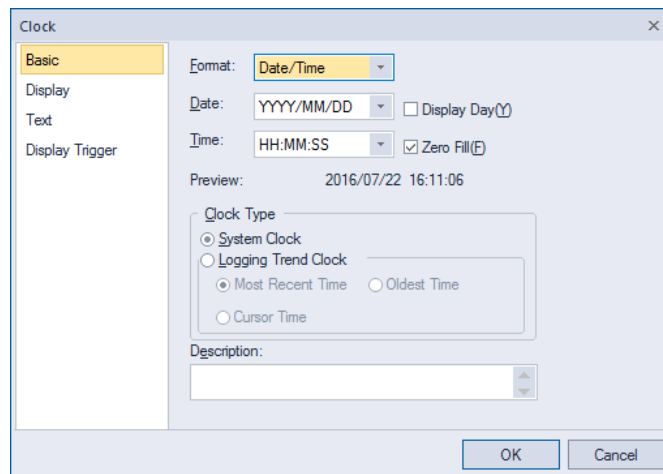 Clock
Basic
Display
Text
Display Trigger
Format: Date/Time
Date: YYYY/MM/DD Display Day(Y)
Time: HH:MM:SS Zero Fill(F)
Preview: 2016/07/22 16:11:06
Clock Type
System Clock
Logging Trend Clock
Most Recent Time Oldest Time
Cursor Time
Description:
OK Cancel